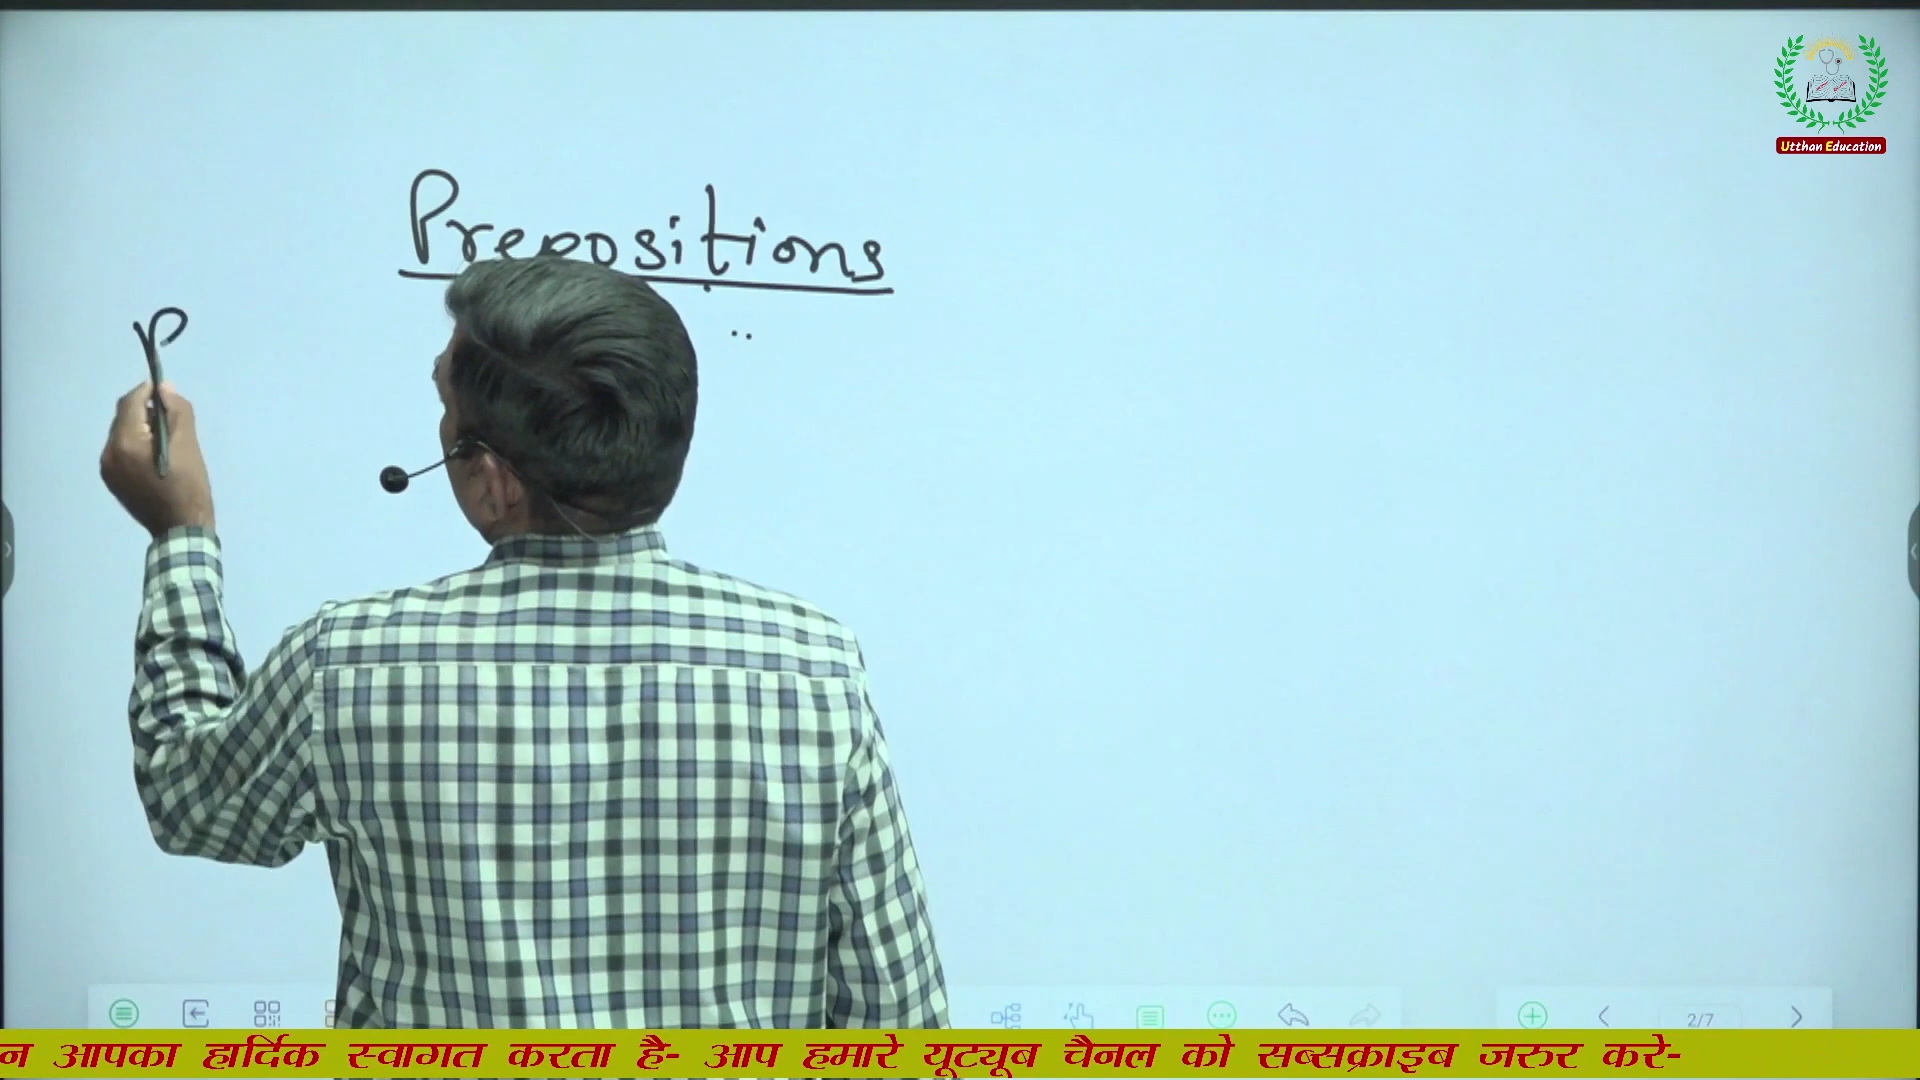 Utthan Education
Prepositions
P
2/7
न आपका हार्दिक स्वागत करता है- आप हमारे यूट्यूब चैनल को सब्सक्राइब जरुर करे-